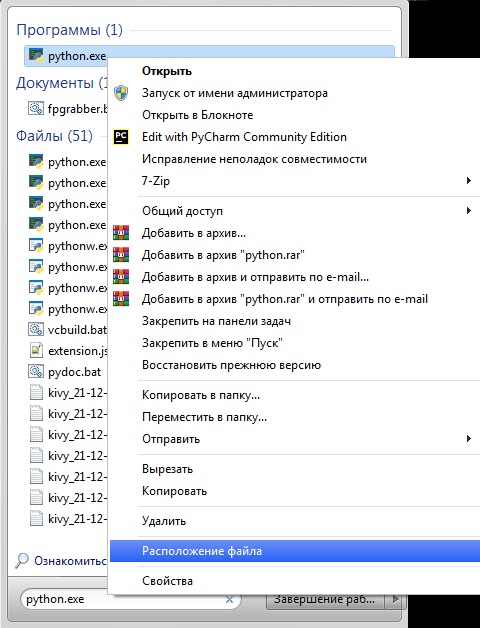 Программы (1)
python.exe
Документы (1
fpgrabber.b
Файлы (51)
python.exe
python.exe
python.exe
python.exe
pythonw.ex
pythonw.ex
pythonw.ex
pythonw.ex
vcbuild.bat
extension.js
pydoc.bat
kivy_21-12-
kivy_21-12-
kivy_21-12-
kivy_21-12-
kivy_21-12-
kivy_21-12-
kivy_21-12-
Ознакомитьс
python.exe
Завершение раб...
Открыть
Запуск от имени администратора
Открыть в Блокноте
PC
Edit with PyCharm Community Edition
Исправление неполадок совместимости
7-Zip
Общий доступ
Добавить в архив...
Добавить в архив "python.rar"
Добавить в архив и отправить по e-mail...
Добавить в архив "python.rar" и отправить по e-mail
Закрепить на панели задач
Закрепить в меню "Пуск"
Восстановить прежнюю версию
Копировать в папку...
Переместить в папку...
Отправить
Вырезать
Копировать
Удалить
Расположение файла
Свойства